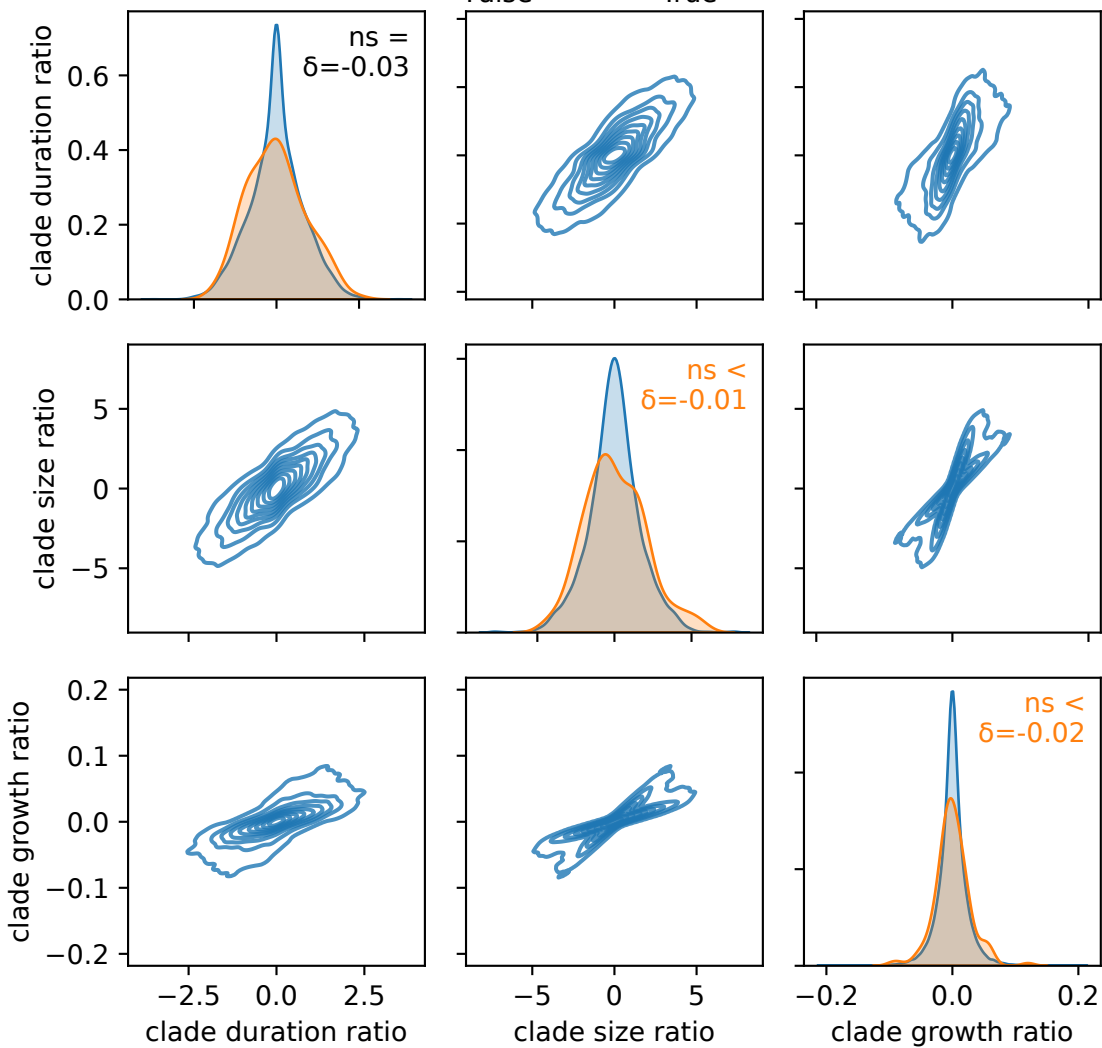 clade duration ratio
0.6
0.4
0.2
0.0
ns =
δ=-0.03
clade size ratio
5
0
−5
ns <
δ=-0.01
clade growth ratio
0.2
0.1
0.0
−0.1
−0.2
ns <
δ=-0.02
−2.5 0.0 2.5
−5 0 5
−0.2 0.0 0.2
clade duration ratio
clade size ratio
clade growth ratio